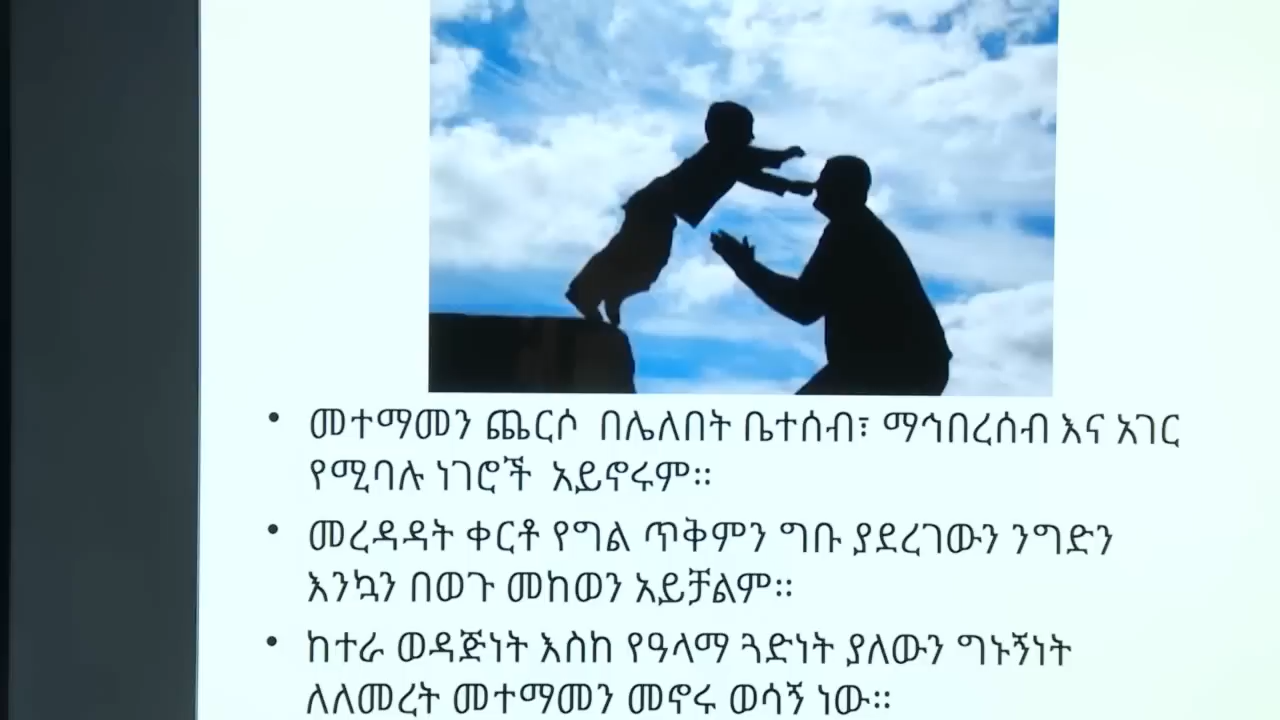 • መተማመን ጨርሶ በሌለበት ቤተሰብ፣ ማኅበረሰብ እና አገር
የሚባሉ ነገሮች አይኖሩም።
• መረዳዳት ቀርቶ የግል ጥቅምን ግቡ ያደረገውን ንግድን
እንኳን በወጉ መከወን አይቻልም።
• ከተራ ወዳጅነት እስከ የዓላማ ጓድነት ያለውን ግኑኝነት
ለለመረት መተማመን መኖሩ ወሳኝ ነው።